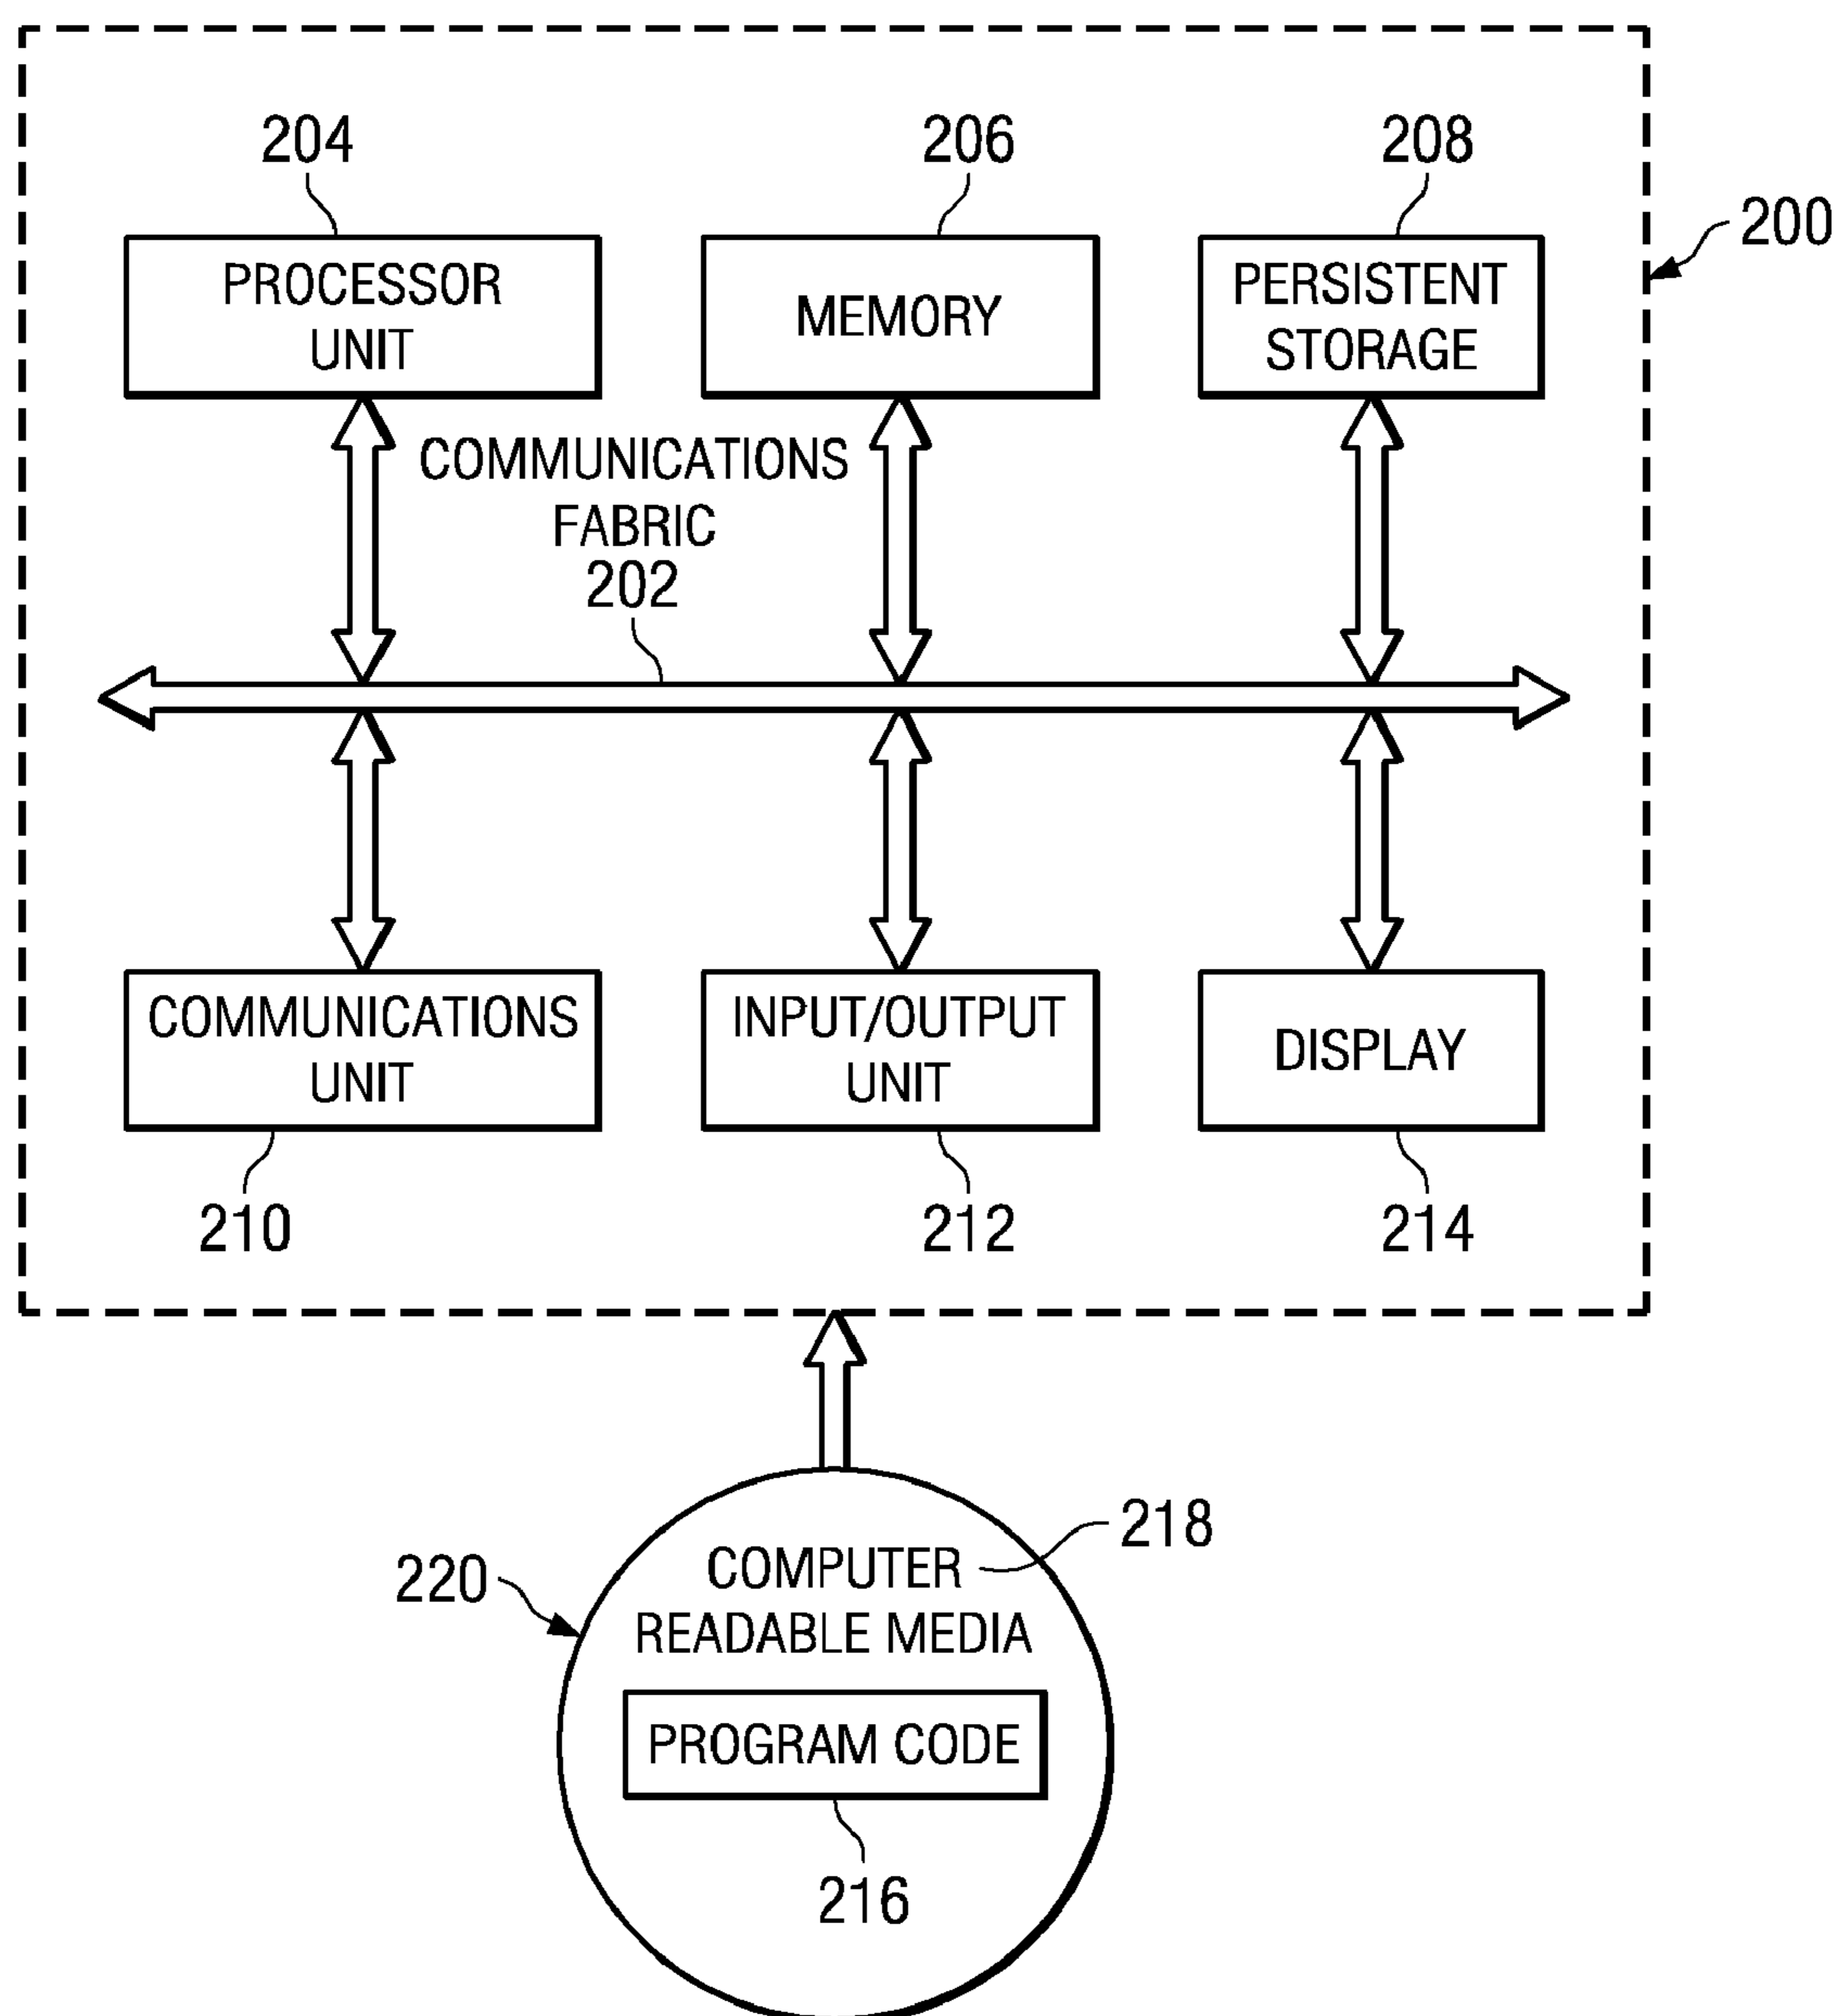 204
206
208
200
PROCESSOR
UNIT
MEMORY
PERSISTENT
STORAGE
COMMUNICATIONS
FABRIC
202
COMMUNICATIONS
UNIT
INPUT/OUTPUT
UNIT
DISPLAY
210
212
214
218
220
COMPUTER
READABLE MEDIA
PROGRAM CODE
216